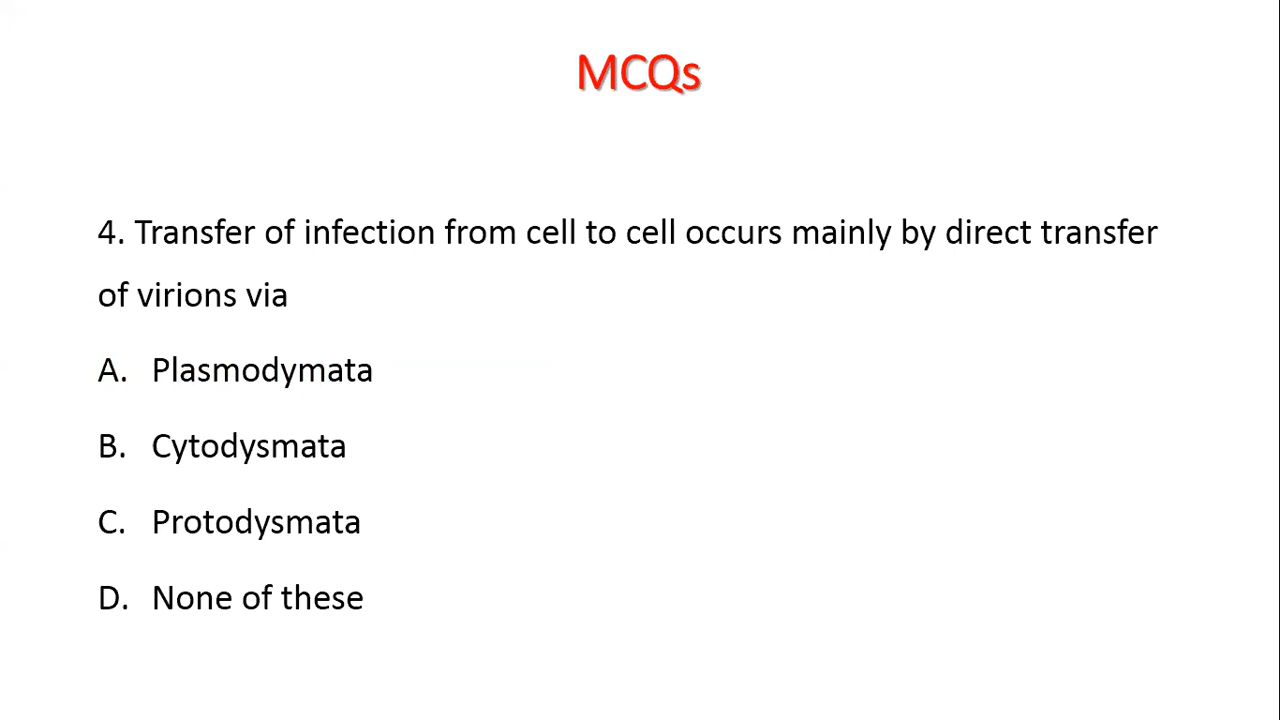 MCQs
4. Transfer of infection from cell to cell occurs mainly by direct transfer
of virions via
A. Plasmodymata
B. Cytodysmata
C. Protodysmata
D. None of these